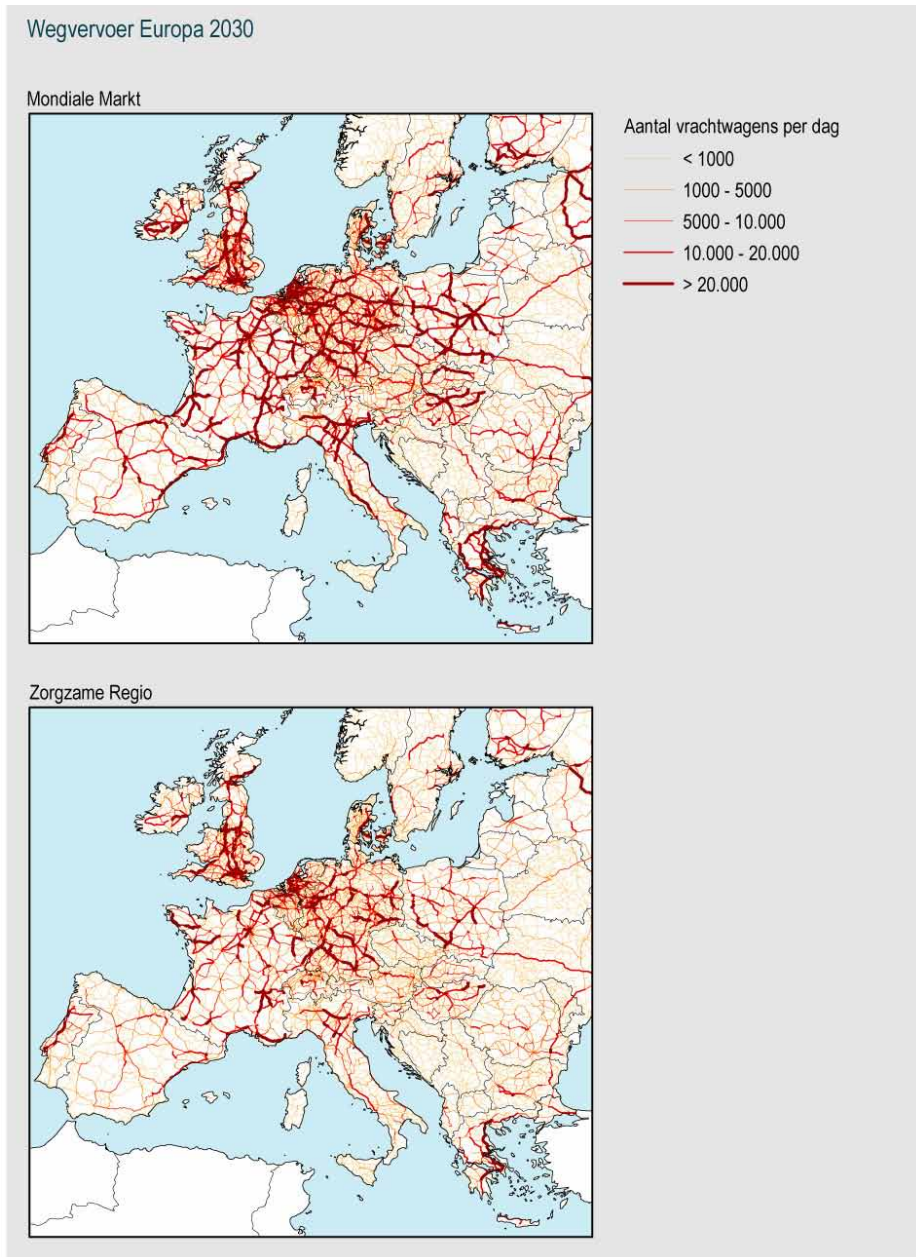 Wegvervoer Europa 2030
Mondiale Markt
Aantal vrachtwagens per dag
< 1000
1000 - 5000
5000 - 10.000
10.000 - 20.000
> 20.000
Zorgzame Regio